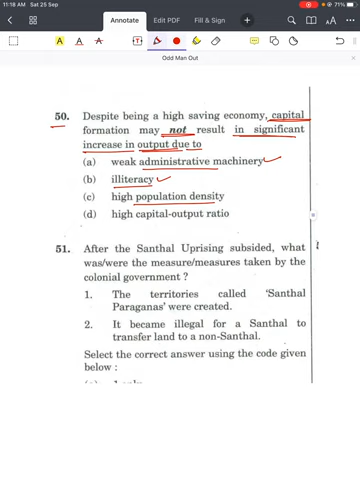 11:18 AM Sat 25 Sep
Annotate Edit PDF Fill & Sign
Odd Man Out
50. Despite being a high saving economy, capital
formation may not result in significant
increase in output due to
(a) weak administrative machinery
(b) illiteracy
(c) high population density
(d) high capital-output ratio
51. After the Santhal Uprising subsided, what
was/were the measure/measures taken by the
colonial government ?
1. The territories called ‘Santhal
Paraganas’ were created.
2. It became illegal for a Santhal to
transfer land to a non-Santhal.
Select the correct answer using the code given
below :